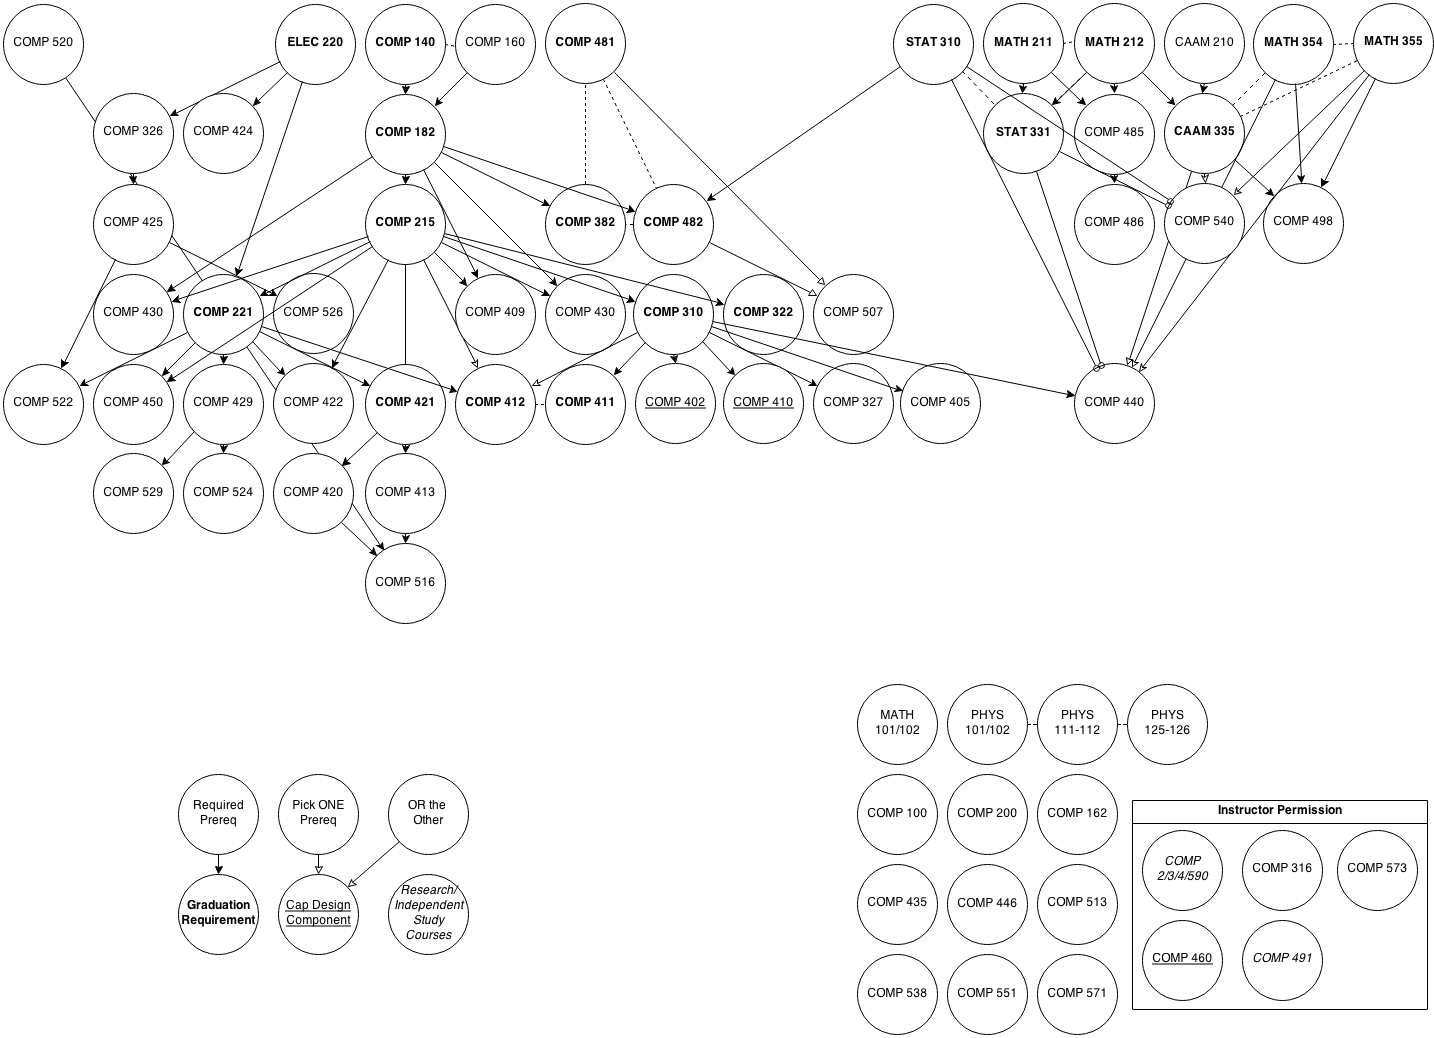 COMP 520
ELEC 220
COMP 140
COMP 160
COMP 481
STAT 310
MATH 211
MATH 212
CAAM 210
MATH 354
MATH 355
COMP 326
COMP 424
COMP 182
STAT 331
COMP 485
CAAM 335
COMP 425
COMP 215
COMP 382
COMP 482
COMP 486
COMP 540
COMP 498
COMP 430
COMP 221
COMP 526
COMP 409
COMP 430
COMP 310
COMP 322
COMP 507
COMP 522
COMP 450
COMP 429
COMP 422
COMP 421
COMP 412
COMP 411
COMP 402
COMP 410
COMP 327
COMP 405
COMP 440
COMP 529
COMP 524
COMP 420
COMP 413
COMP 516
MATH
101/102
PHYS
101/102
PHYS
111-112
PHYS
125-126
Required
Prereq
Pick ONE
Prereq
OR the
Other
COMP 100
COMP 200
COMP 162
Instructor Permission
COMP
2/3/4/590
COMP 316
COMP 573
Graduation
Requirement
Cap Design
Component
Research/
Independent
Study
Courses
COMP 435
COMP 446
COMP 513
COMP 460
COMP 491
COMP 538
COMP 551
COMP 571